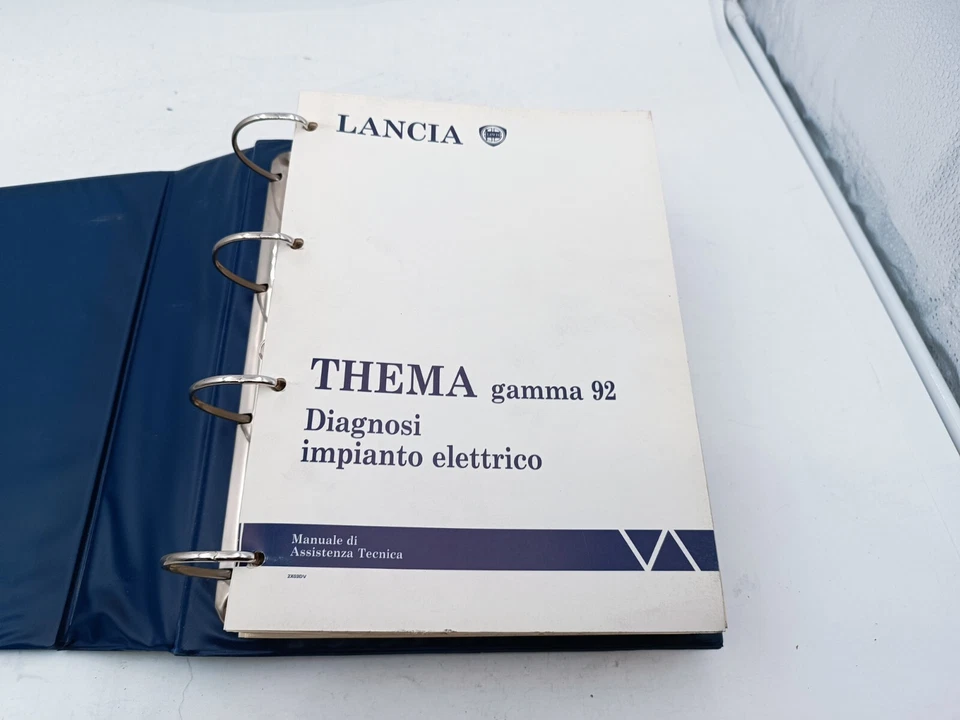 LANCIA
THEMA gamma 92
Diagnosi
impianto elettrico
Manuale di
Assistenza Tecnica